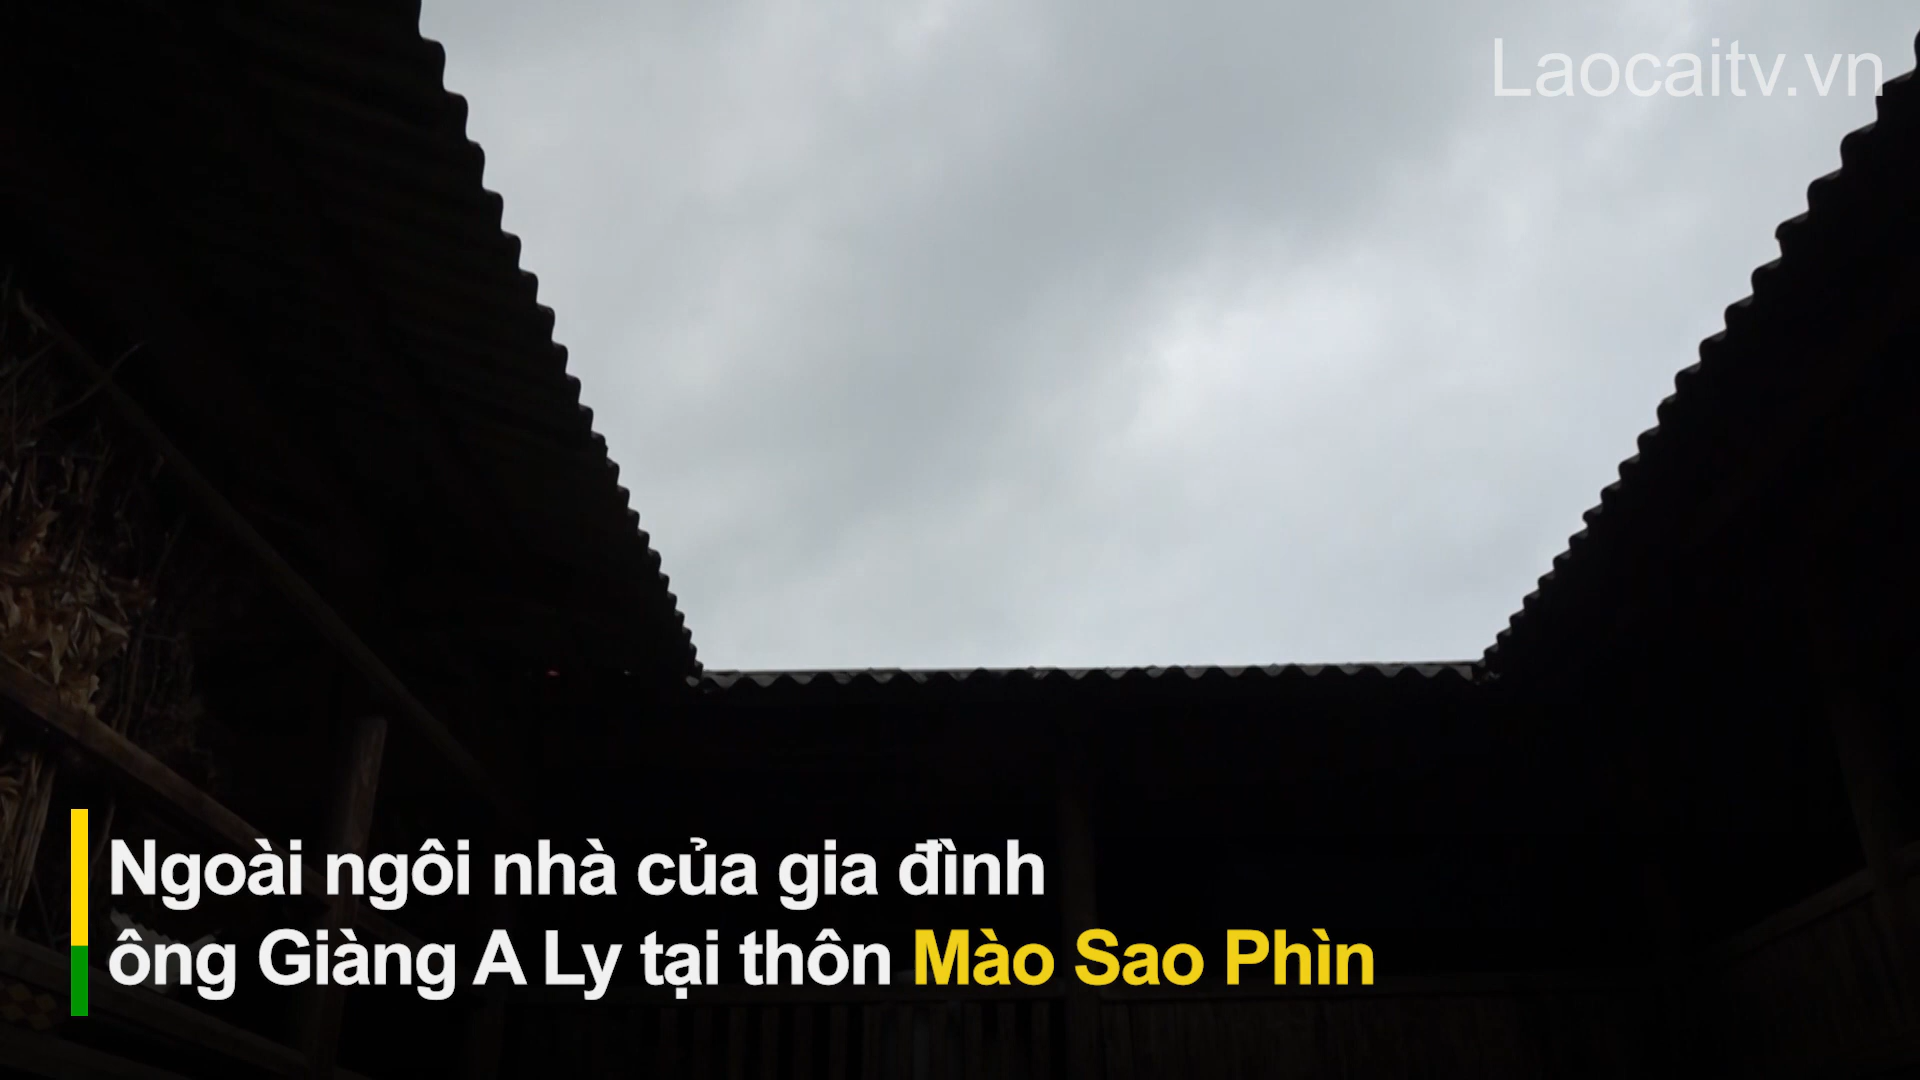 Laocaitv.vn
Ngoài ngôi nhà của gia đình
ông Giàng A Ly tại thôn Mào Sao Phìn